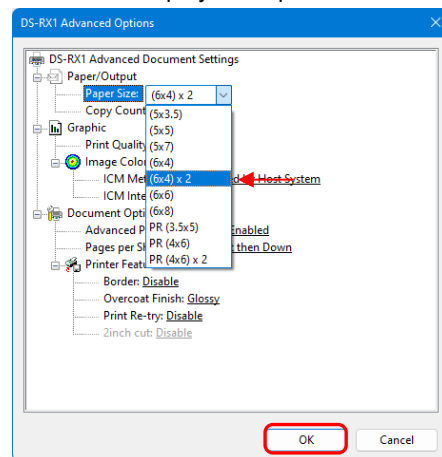 DS-RX1 Advanced Options
DS-RX1 Advanced Document Settings
Paper/Output
Paper Size: (6x4) x 2
Copy Count
(5x3.5)
Graphic
(5x5)
Print Quality
(5x7)
Image Color
(6x4)
ICM Met
(6x4) x 2
by Host System
ICM Inte
(6x6)
Document Opti
(6x8)
Advanced P
PR (3.5x5)
Enabled
Pages per Sh
PR (4x6)
t then Down
Printer Featu
PR (4x6) x 2
Border: Disable
Overcoat Finish: Glossy
Print Re-try: Disable
2inch cut: Disable
OK
Cancel